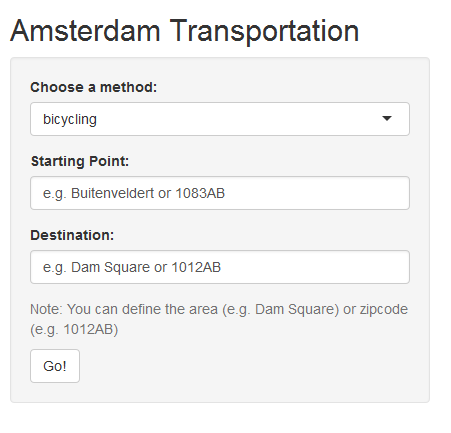 Amsterdam Transportation
Choose a method:
bicycling
Starting Point:
e.g. Buitenveldert or 1083AB
Destination:
e.g. Dam Square or 1012AB
Note: You can define the area (e.g. Dam Square) or zipcode
(e.g. 1012AB)
Go!